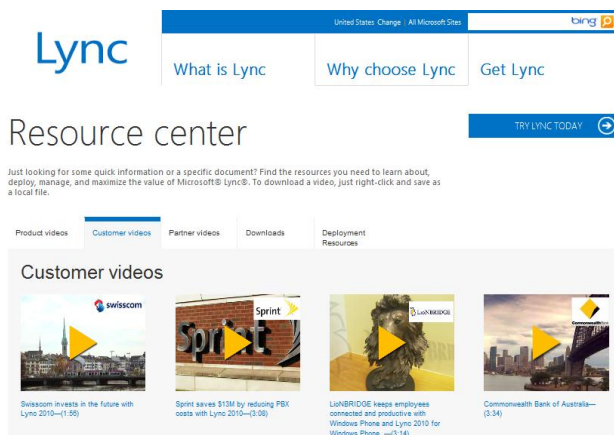 United States Change | All Microsoft Sites
bing
Lync
What is Lync
Why choose Lync
Get Lync
Resource center
TRY LYNC TODAY
Just looking for some quick information or a specific document? Find the resources you need to learn about,
deploy, manage, and maximize the value of Microsoft® Lync®. To download a video, just right-click and save as
a local file.
Product videos
Customer videos
Partner videos
Downloads
Deployment
Resources
Customer videos
swisscom
Sprint
Sprint
LIONBRIDGE
CommonwealthBank
Swisscom invests in the future with
Lync 2010—(1:56)
Sprint saves $13M by reducing PBX
costs with Lync 2010—(3:08)
LioNBRIDGE keeps employees
connected and productive with
Windows Phone and Lync 2010 for
Windows Phone. —(3:14)
Commonwealth Bank of Australia—
(3:34)